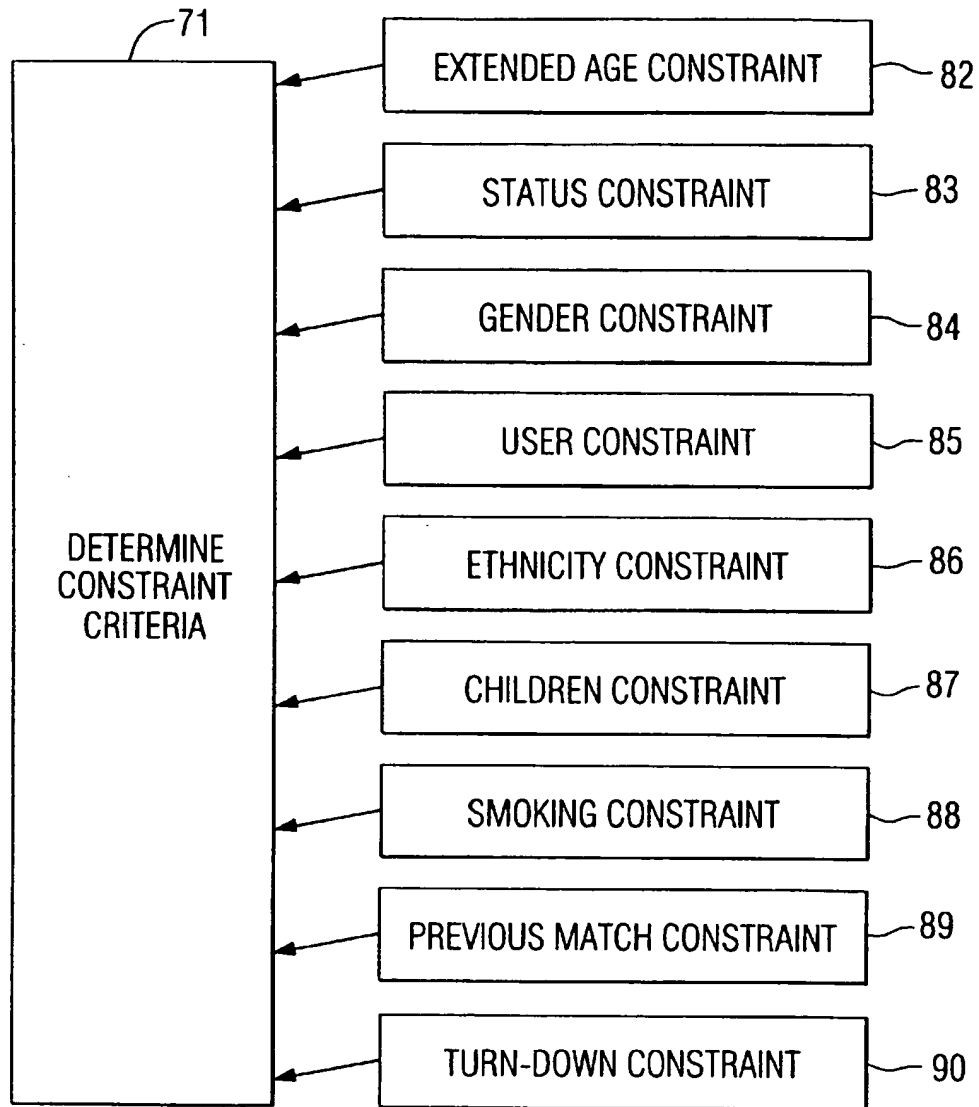 71
EXTENDED AGE CONSTRAINT
82
STATUS CONSTRAINT
83
GENDER CONSTRAINT
84
USER CONSTRAINT
85
DETERMINE
CONSTRAINT
CRITERIA
ETHNICITY CONSTRAINT
86
CHILDREN CONSTRAINT
87
SMOKING CONSTRAINT
88
PREVIOUS MATCH CONSTRAINT
89
TURN-DOWN CONSTRAINT
90